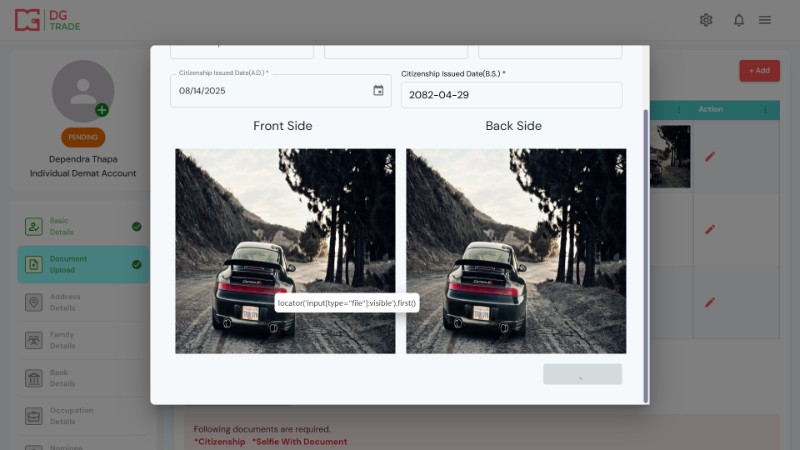 DG
TRADE
+ Add
Citizenship Issued Date(A.D.) *
08/14/2025
Citizenship Issued Date(B.S.) *
2082-04-29
Front Side
Back Side
Action
PENDING
Dependra Thapa
Individual Demat Account
Basic
Details
Document
Upload
Address
Details
Family
Details
Bank
Details
Occupation
Details
Nominee
locator('input[type="file"]:visible').first()
Following documents are required.
*Citizenship *Selfie With Document